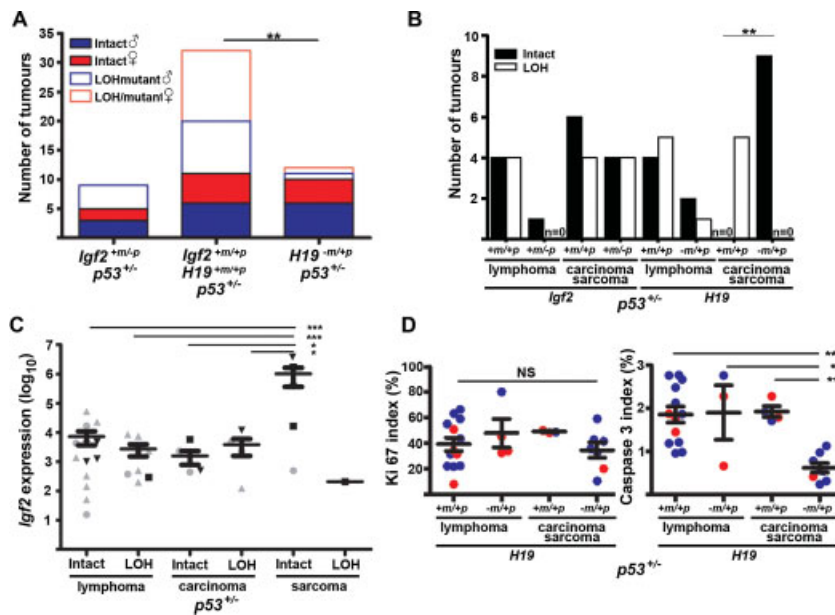 A
Number of tumours
35
30
25
20
15
10
5
Intact♂
Intact♀
LOHmutant♂
LOH/mutant♀
**
Igf2 +m/-p
p53+/-
Igf2 +m/+p
H19 +m/+p
p53+/-
H19 -m/+p
p53+/-
B
Number of tumours
10
8
6
4
2
Intact
LOH
**
n=0
n=0
n=0
+m/+p +m/-p +m/+p +m/-p +m/+p -m/+p +m/+p -m/+p
lymphoma carcinoma sarcoma lymphoma carcinoma sarcoma
Igf2 p53+/- H19
C
Igf2 expression (log10)
7
6
5
4
3
2
1
***
***
*
*
Intact LOH Intact LOH Intact LOH
lymphoma carcinoma sarcoma
p53+/-
D
Ki 67 index (%)
100
80
60
40
20
0
NS
+m/+p -m/+p +m/+p -m/+p
lymphoma carcinoma sarcoma
H19
Caspase 3 index (%)
3
2
1
0
+m/+p -m/+p +m/+p -m/+p
lymphoma carcinoma sarcoma
p53+/- H19